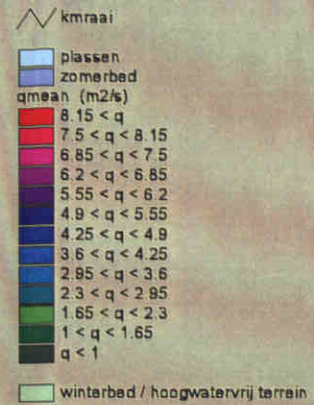 kmraai
plassen
zomerbed
qmean (m2/s)
8.15 < q
7.5 < q < 8.15
6.85 < q < 7.5
6.2 < q < 6.85
5.55 < q < 6.2
4.9 < q < 5.55
4.25 < q < 4.9
3.6 < q < 4.25
2.95 < q < 3.6
2.3 < q < 2.95
1.65 < q < 2.3
1 < q < 1.65
q < 1
winterbed / hoogwatervrij terrein